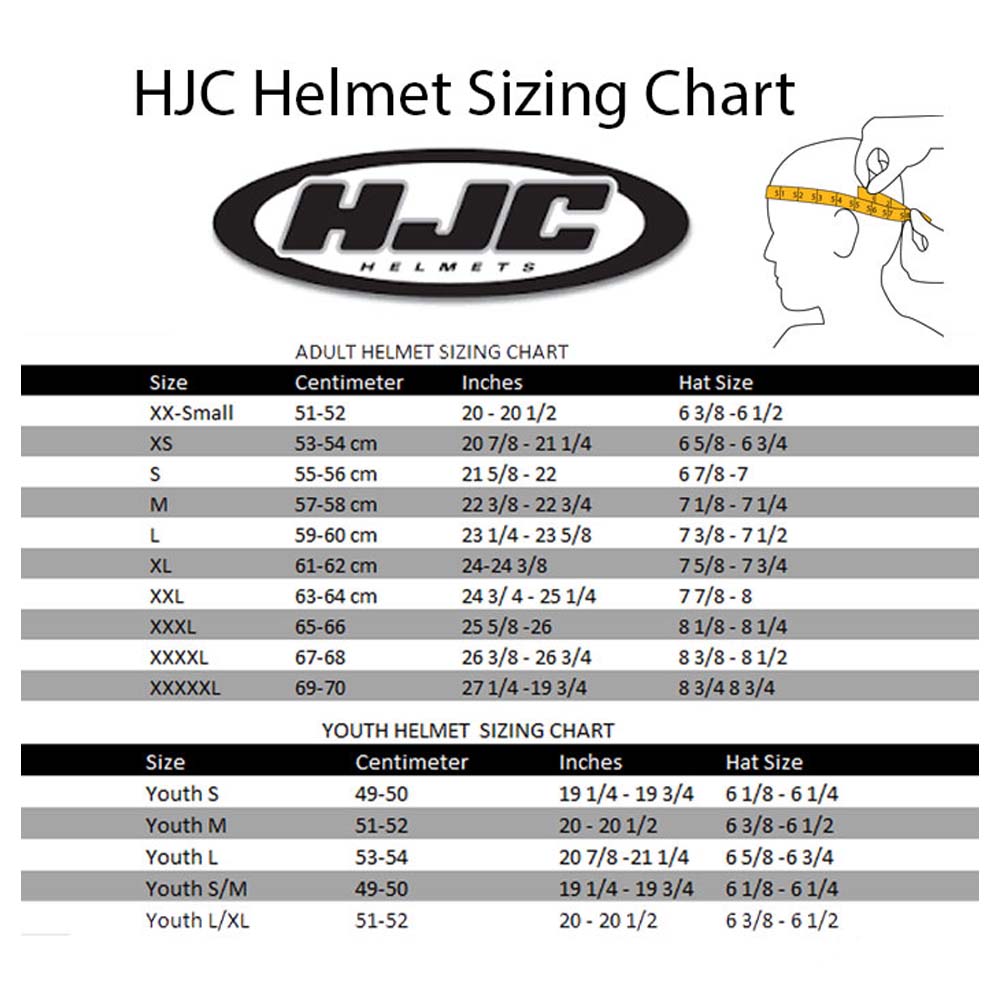 HJC Helmet Sizing Chart
HJC
HELMETS
51 52 53 54 55 56 57
ADULT HELMET SIZING CHART
Size Centimeter Inches Hat Size
XX-Small 51-52 20 - 20 1/2 6 3/8 -6 1/2
XS 53-54 cm 20 7/8 - 21 1/4 6 5/8 - 6 3/4
S 55-56 cm 21 5/8 - 22 6 7/8 -7
M 57-58 cm 22 3/8 - 22 3/4 7 1/8 - 7 1/4
L 59-60 cm 23 1/4 - 23 5/8 7 3/8 - 7 1/2
XL 61-62 cm 24-24 3/8 7 5/8 - 7 3/4
XXL 63-64 cm 24 3/ 4 - 25 1/4 7 7/8 - 8
XXXL 65-66 25 5/8 -26 8 1/8 - 8 1/4
XXXXL 67-68 26 3/8 - 26 3/4 8 3/8 - 8 1/2
XXXXXL 69-70 27 1/4 -19 3/4 8 3/4 8 3/4
YOUTH HELMET SIZING CHART
Size Centimeter Inches Hat Size
Youth S 49-50 19 1/4 - 19 3/4 6 1/8 - 6 1/4
Youth M 51-52 20 - 20 1/2 6 3/8 -6 1/2
Youth L 53-54 20 7/8 -21 1/4 6 5/8 -6 3/4
Youth S/M 49-50 19 1/4 - 19 3/4 6 1/8 - 6 1/4
Youth L/XL 51-52 20 - 20 1/2 6 3/8 - 6 1/2